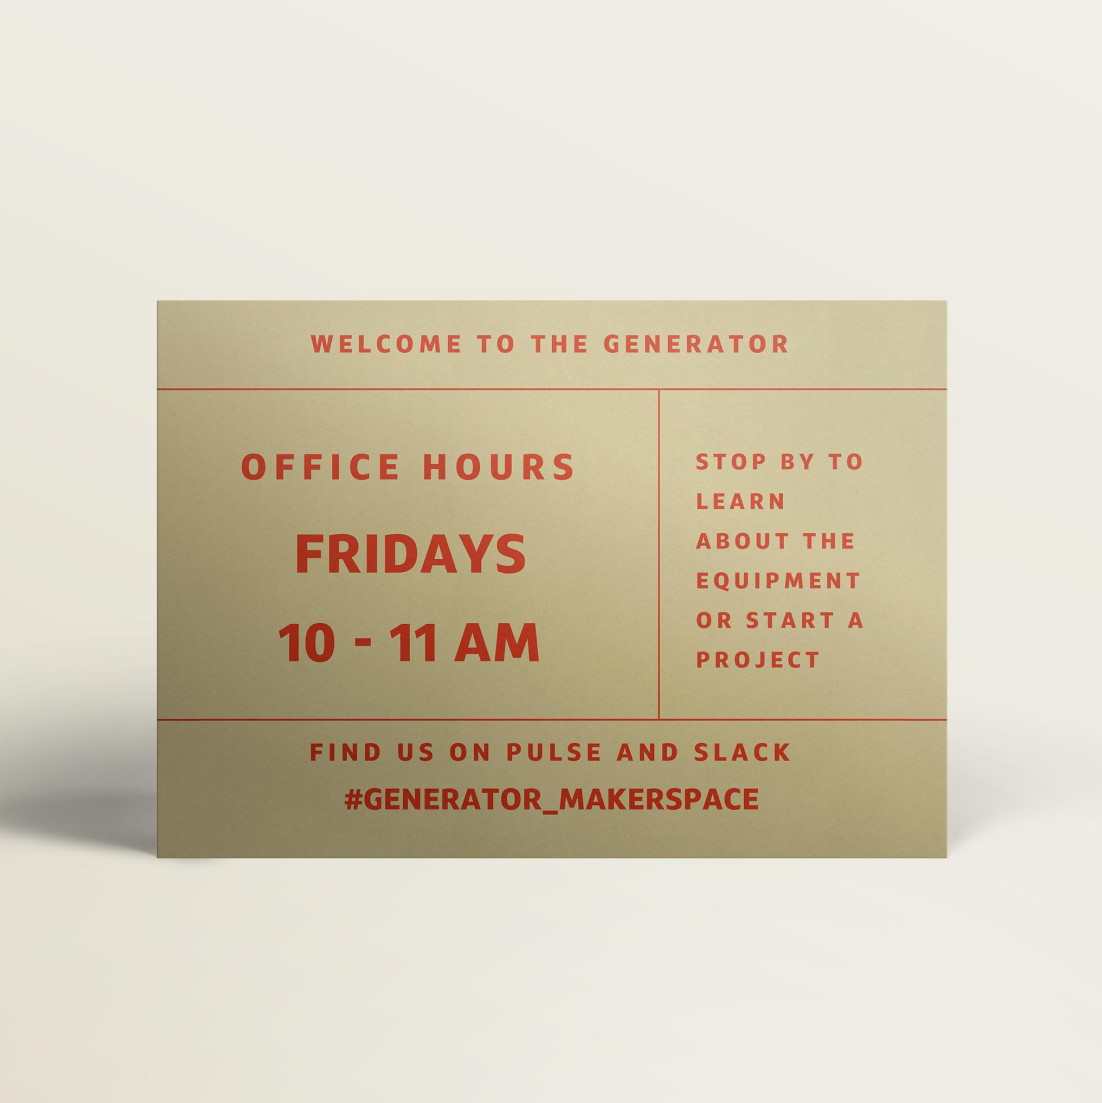 WELCOME TO THE GENERATOR
OFFICE HOURS
FRIDAYS
10 - 11 AM
STOP BY TO
LEARN
ABOUT THE
EQUIPMENT
OR START A
PROJECT
FIND US ON PULSE AND SLACK
#GENERATOR_MAKERSPACE